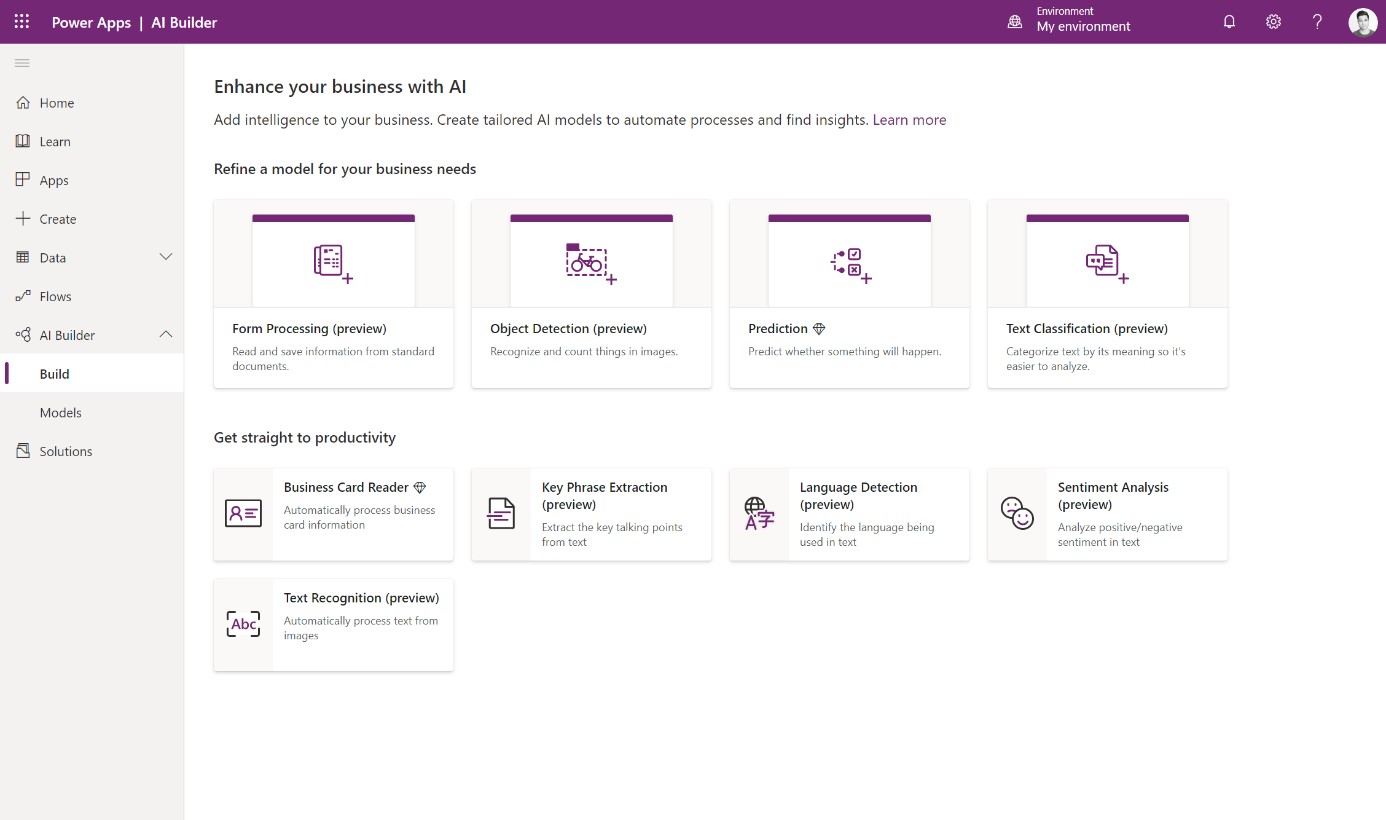 Power Apps | AI Builder
Environment
My environment
Home
Learn
Apps
Create
Data
Flows
AI Builder
Build
Models
Solutions
Enhance your business with AI
Add intelligence to your business. Create tailored AI models to automate processes and find insights. Learn more
Refine a model for your business needs
Form Processing (preview)
Read and save information from standard
documents.
Object Detection (preview)
Recognize and count things in images.
Prediction
Predict whether something will happen.
Text Classification (preview)
Categorize text by its meaning so it's
easier to analyze.
Get straight to productivity
Business Card Reader
Automatically process business
card information
Key Phrase Extraction
(preview)
Extract the key talking points
from text
A字
Language Detection
(preview)
Identify the language being
used in text
Sentiment Analysis
(preview)
Analyze positive/negative
sentiment in text
Abc
Text Recognition (preview)
Automatically process text from
images